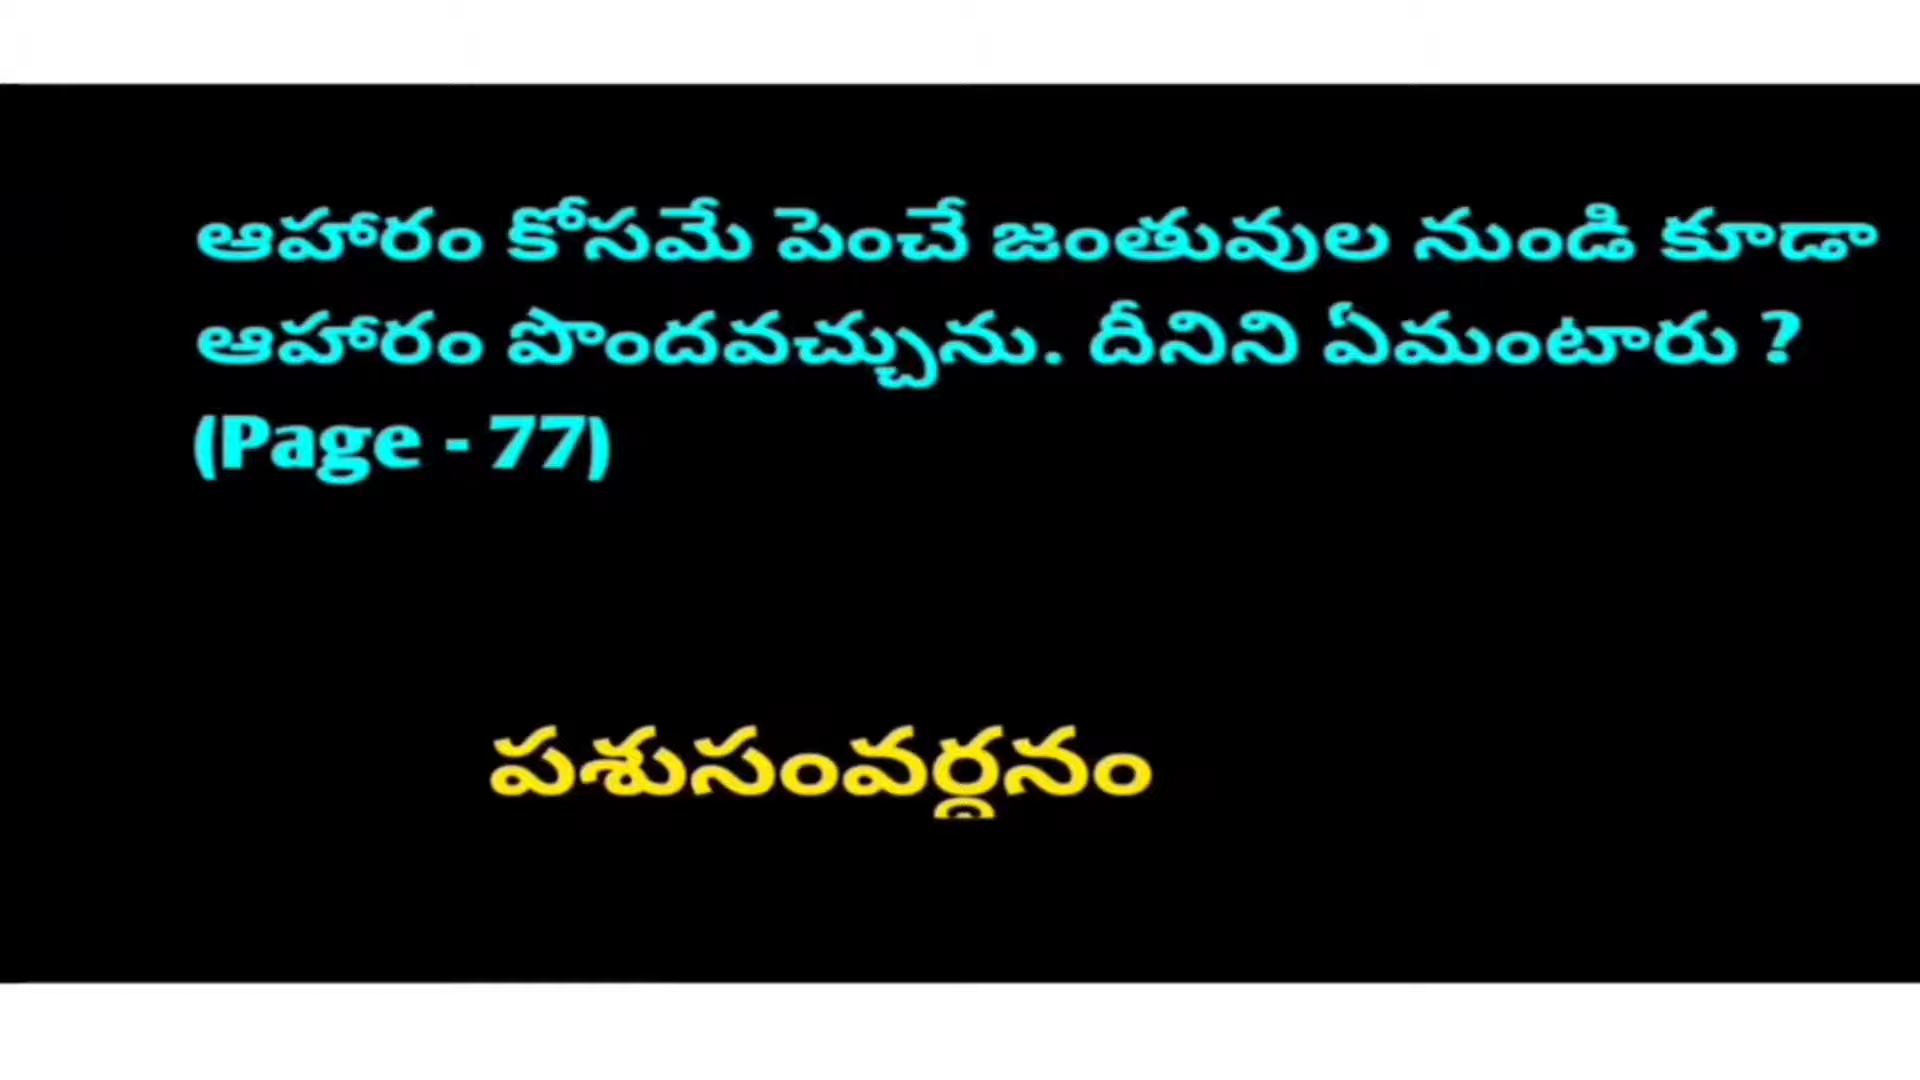 ఆహారం కోసమే పెంచే జంతువుల నుండి కూడా
ఆహారం పొందవచ్చును. దీనిని ఏమంటారు ?
(Page - 77)
పశుసంవర్ధనం